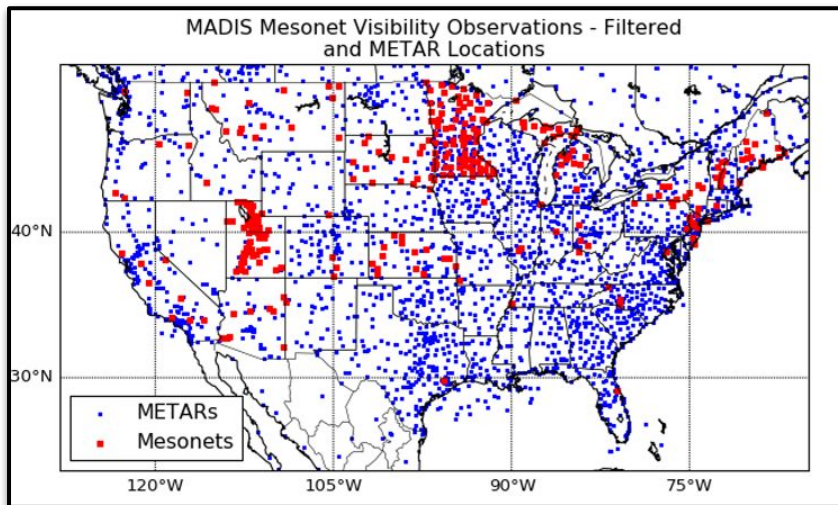 MADIS Mesonet Visibility Observations - Filtered
and METAR Locations
40°N
30°N
METARs
Mesonets
120°W 105°W 90°W 75°W